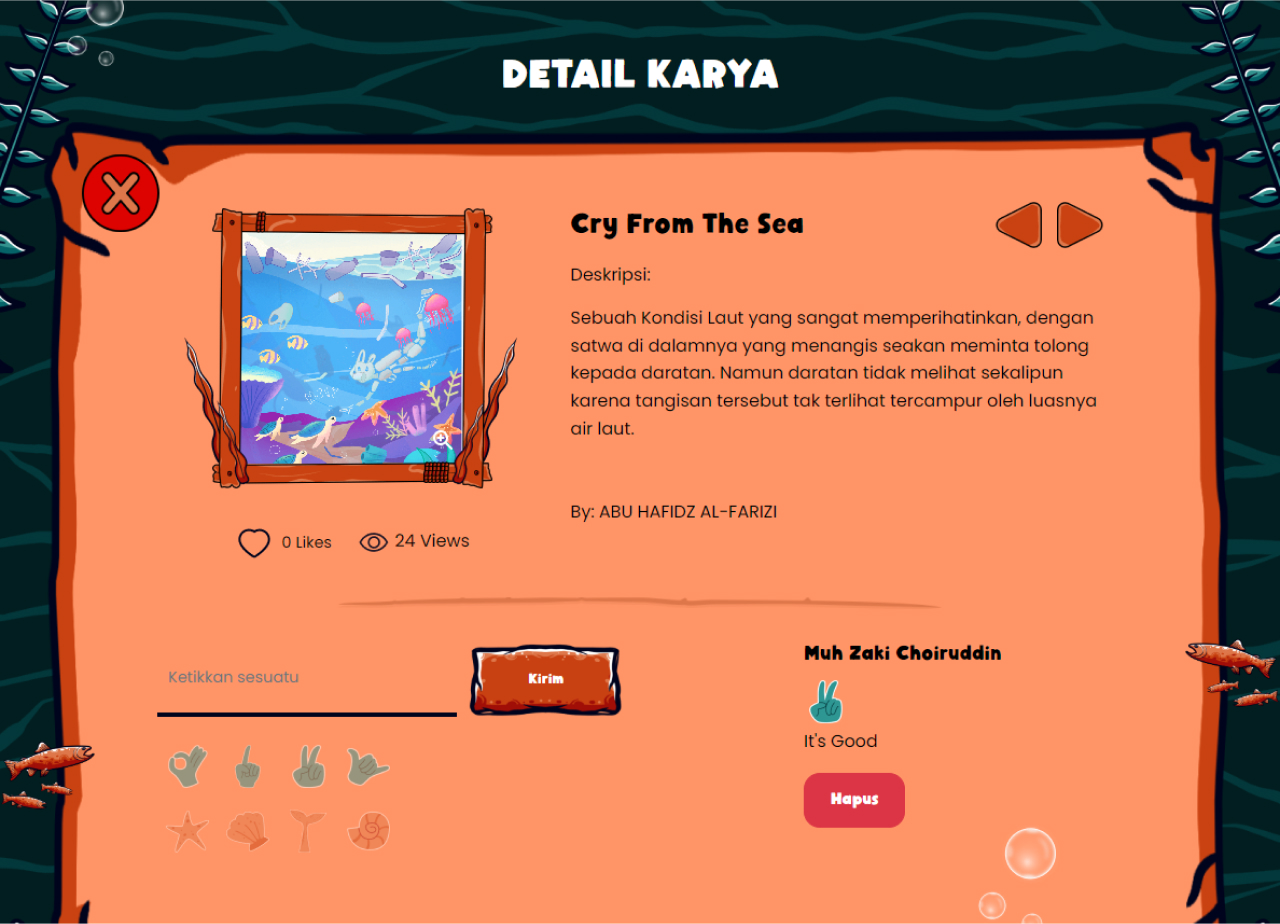 DETAIL KARYA
Cry From The Sea
Deskripsi:
Sebuah Kondisi Laut yang sangat memperihatinkan, dengan
satwa di dalamnya yang menangis seakan meminta tolong
kepada daratan. Namun daratan tidak melihat sekalipun
karena tangisan tersebut tak terlihat tercampur oleh luasnya
air laut.
By: ABU HAFIDZ AL-FARIZI
0 Likes
24 Views
Ketikkan sesuatu
Kirim
Muh Zaki Choiruddin
It's Good
Hapus